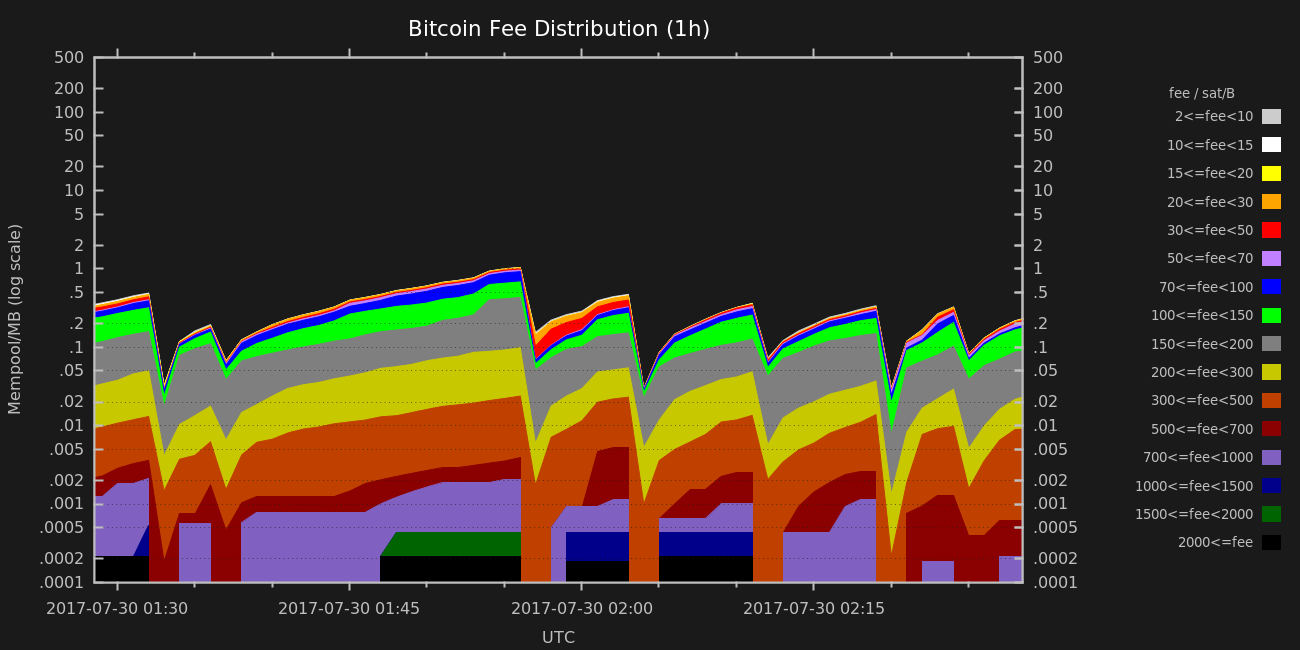 Bitcoin Fee Distribution (1h)
500
200
100
50
20
10
5
2
1
.5
.2
.1
.05
.02
.01
.005
.002
.001
.0005
.0002
.0001
Mempool/MB (log scale)
500
200
100
50
20
10
5
2
1
.5
.2
.1
.05
.02
.01
.005
.002
.001
.0005
.0002
.0001
2017-07-30 01:30 2017-07-30 01:45 2017-07-30 02:00 2017-07-30 02:15
UTC
fee / sat/B
2<=fee<10
10<=fee<15
15<=fee<20
20<=fee<30
30<=fee<50
50<=fee<70
70<=fee<100
100<=fee<150
150<=fee<200
200<=fee<300
300<=fee<500
500<=fee<700
700<=fee<1000
1000<=fee<1500
1500<=fee<2000
2000<=fee